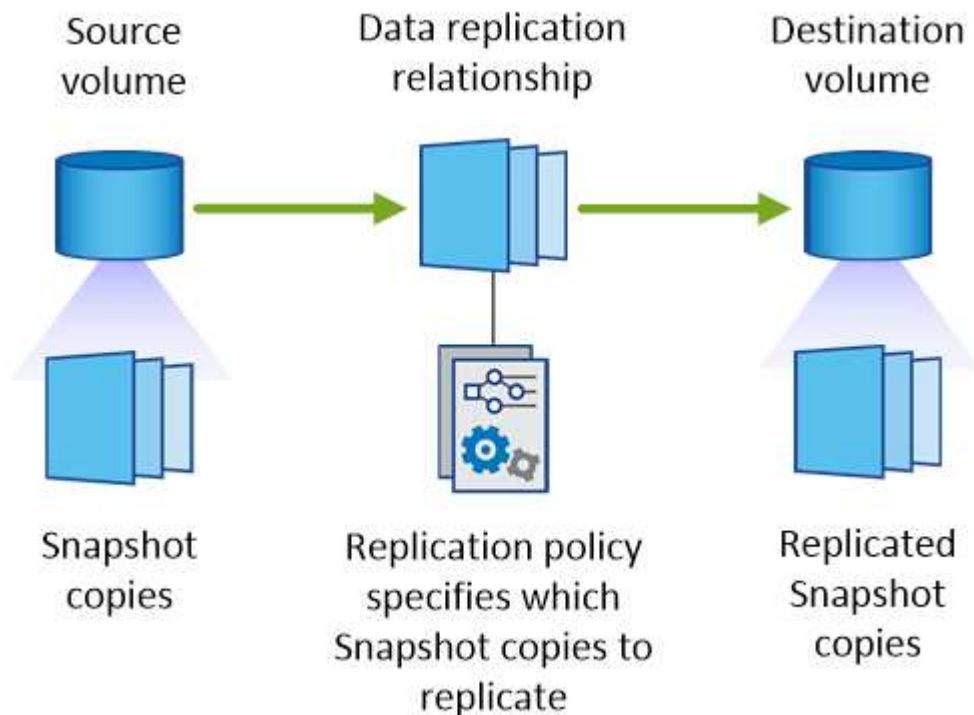 Source
volume
Data replication
relationship
Destination
volume
Snapshot
copies
Replication policy
specifies which
Snapshot copies to
replicate
Replicated
Snapshot
copies